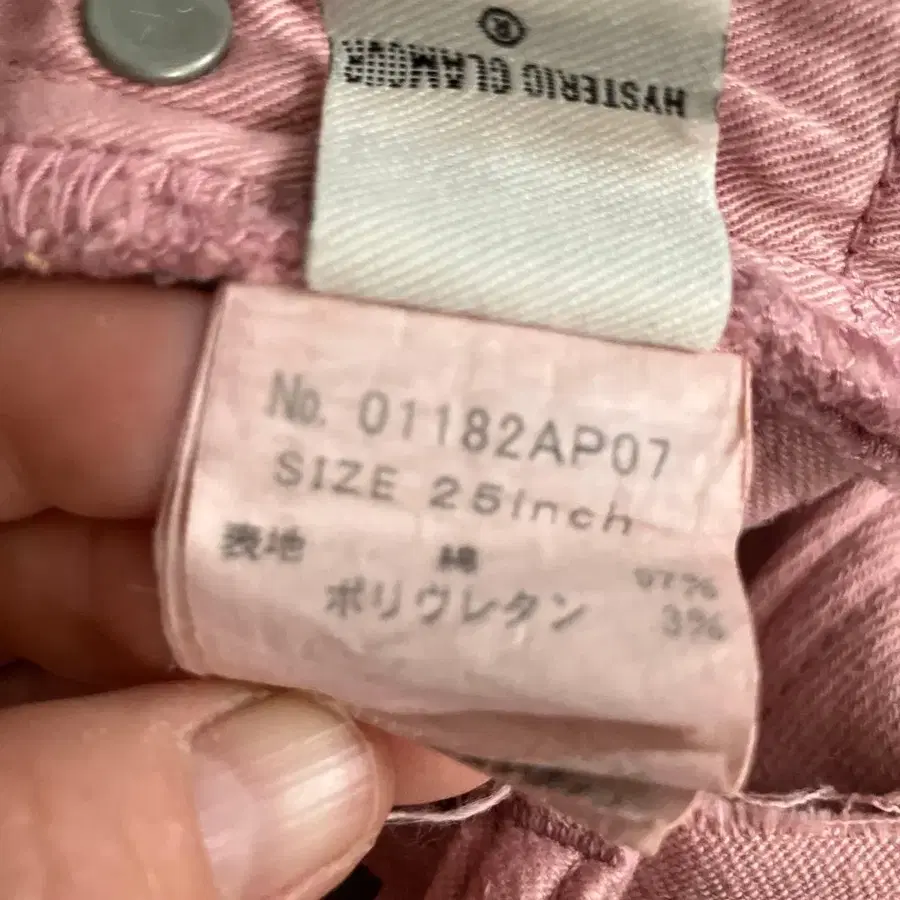 ®
HYSTERIC GLAMOUR
No. 01182AP07
SIZE 25inch
表地 綿 97%
ポリウレタン 3%